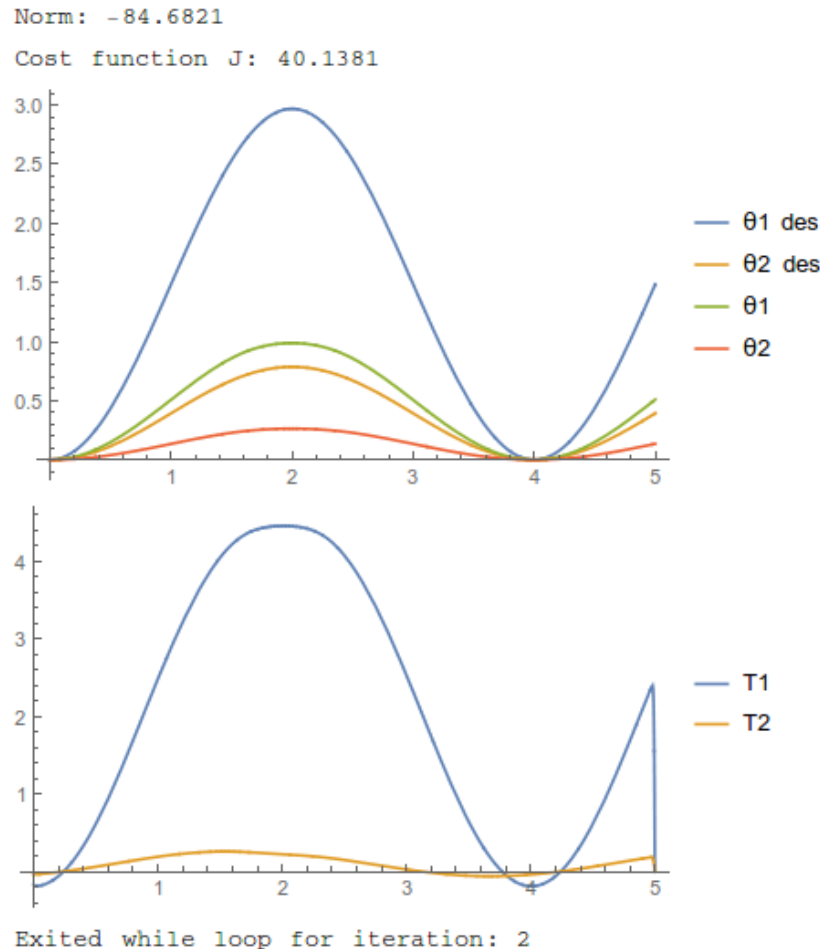 Norm: -84.6821
Cost function J: 40.1381
3.0
2.5
2.0
1.5
1.0
0.5
1 2 3 4 5
θ1 des
θ2 des
θ1
θ2
4
3
2
1
1 2 3 4 5
T1
T2
Exited while loop for iteration: 2